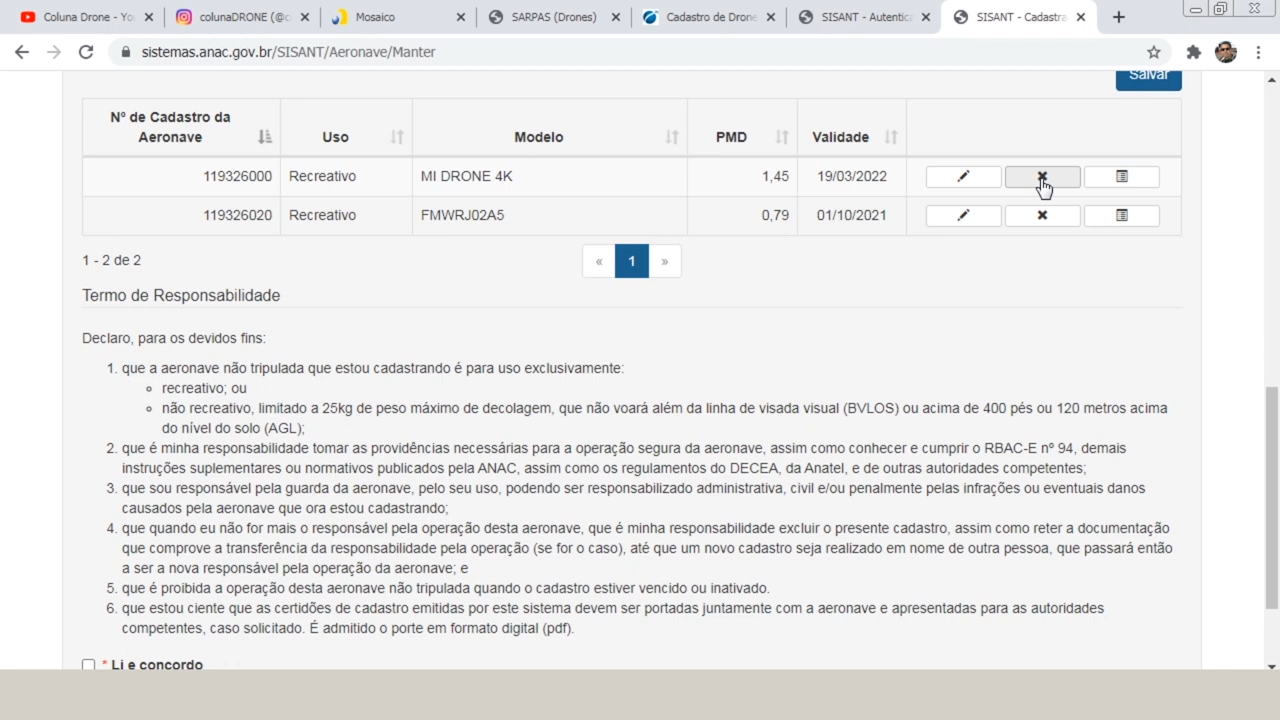 Coluna Drone - Yo
colunaDRONE (@c
Mosaico
SARPAS (Drones)
Cadastro de Drone
SISANT - Autentica
SISANT - Cadastra
sistemas.anac.gov.br/SISANT/Aeronave/Manter
Salvar
Nº de Cadastro da
Aeronave
Uso
Modelo
PMD
Validade
119326000 Recreativo MI DRONE 4K 1,45 19/03/2022
119326020 Recreativo FMWRJ02A5 0,79 01/10/2021
1 - 2 de 2
« 1 »
Termo de Responsabilidade
Declaro, para os devidos fins:
1. que a aeronave não tripulada que estou cadastrando é para uso exclusivamente:
recreativo; ou
não recreativo, limitado a 25kg de peso máximo de decolagem, que não voará além da linha de visada visual (BVLOS) ou acima de 400 pés ou 120 metros acima
do nível do solo (AGL);
2. que é minha responsabilidade tomar as providências necessárias para a operação segura da aeronave, assim como conhecer e cumprir o RBAC-E nº 94, demais
instruções suplementares ou normativos publicados pela ANAC, assim como os regulamentos do DECEA, da Anatel, e de outras autoridades competentes;
3. que sou responsável pela guarda da aeronave, pelo seu uso, podendo ser responsabilizado administrativa, civil e/ou penalmente pelas infrações ou eventuais danos
causados pela aeronave que ora estou cadastrando;
4. que quando eu não for mais o responsável pela operação desta aeronave, que é minha responsabilidade excluir o presente cadastro, assim como reter a documentação
que comprove a transferência da responsabilidade pela operação (se for o caso), até que um novo cadastro seja realizado em nome de outra pessoa, que passará então
a ser a nova responsável pela operação da aeronave; e
5. que é proibida a operação desta aeronave não tripulada quando o cadastro estiver vencido ou inativado.
6. que estou ciente que as certidões de cadastro emitidas por este sistema devem ser portadas juntamente com a aeronave e apresentadas para as autoridades
competentes, caso solicitado. É admitido o porte em formato digital (pdf).
* Li e concordo